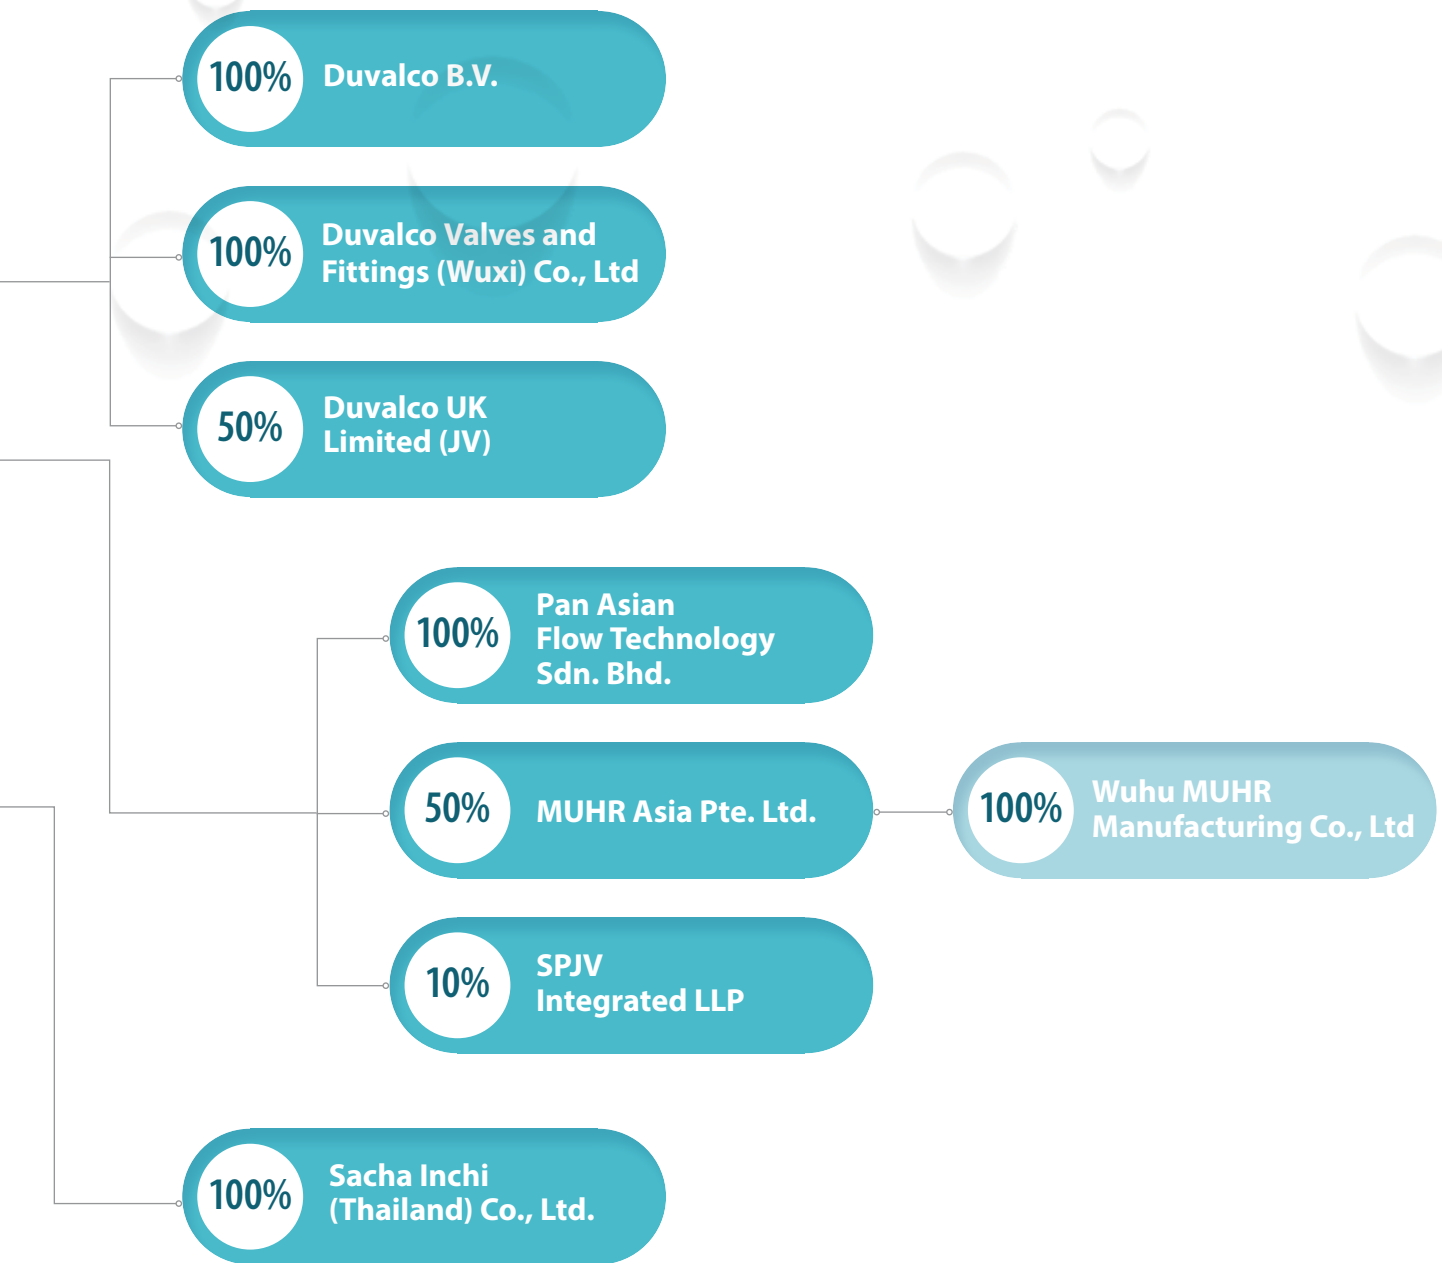 100%
Duvalco B.V.
100%
Duvalco Valves and
Fittings (Wuxi) Co., Ltd
50%
Duvalco UK
Limited (JV)
100%
Pan Asian
Flow Technology
Sdn. Bhd.
50%
MUHR Asia Pte. Ltd.
100%
Wuhu MUHR
Manufacturing Co., Ltd
10%
SPJV
Integrated LLP
100%
Sacha Inchi
(Thailand) Co., Ltd.